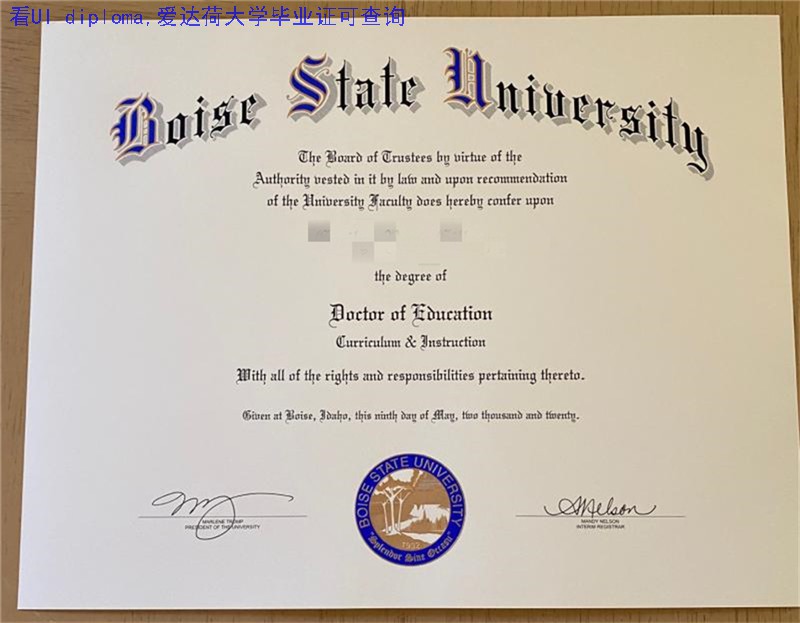 看UI diploma,爱达荷大学毕业证可查询
Boise State University
The Board of Trustees by virtue of the
Authority vested in it by law and upon recommendation
of the University Faculty does hereby confer upon
the degree of
Doctor of Education
Curriculum & Instruction
With all of the rights and responsibilities pertaining thereto.
Given at Boise, Idaho, this ninth day of May, two thousand and twenty.
BOISE STATE UNIVERSITY
1932
"Splendor Sine Occasu"
MARLENE TROMP
PRESIDENT OF THE UNIVERSITY
MANDY NELSON
INTERIM REGISTRAR